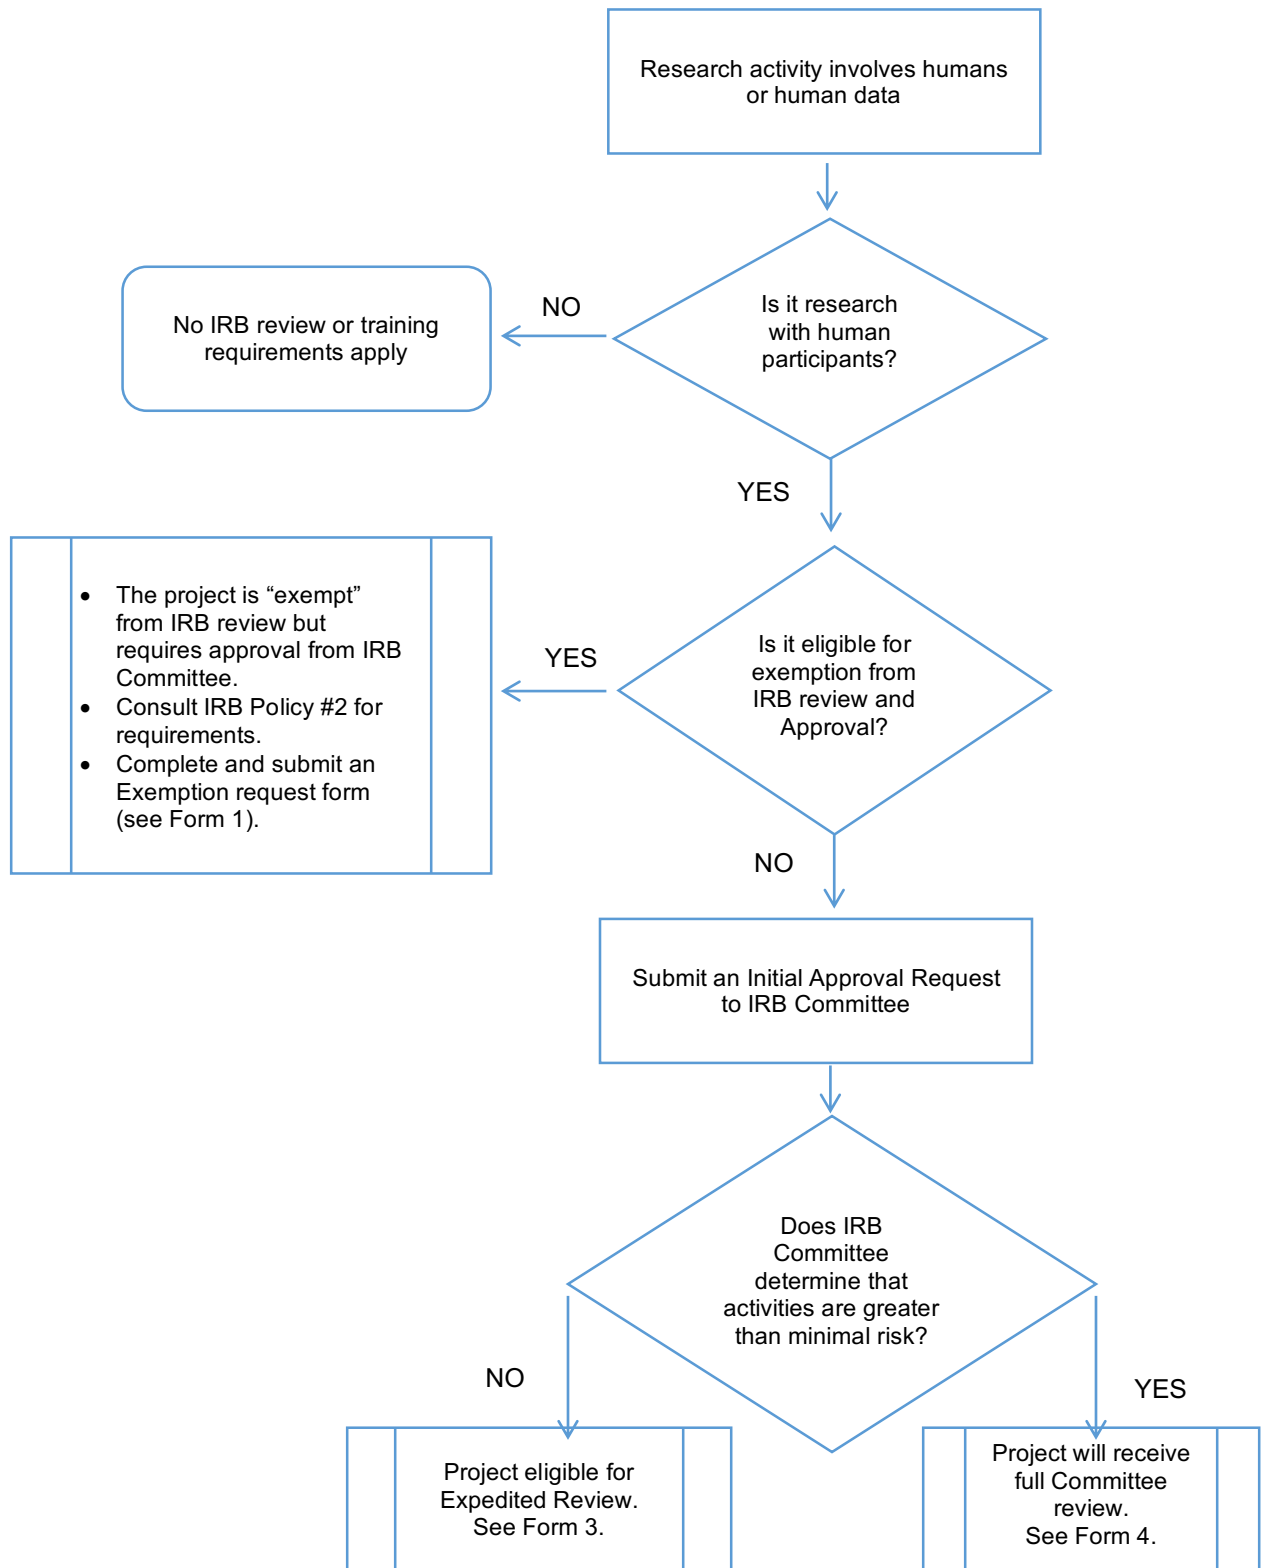 Research activity involves humans
or human data
Is it research
with human
participants?
NO
No IRB review or training
requirements apply
YES
Is it eligible for
exemption from
IRB review and
Approval?
YES
• The project is “exempt”
from IRB review but
requires approval from IRB
Committee.
• Consult IRB Policy #2 for
requirements.
• Complete and submit an
Exemption request form
(see Form 1).
NO
Submit an Initial Approval Request
to IRB Committee
Does IRB
Committee
determine that
activities are greater
than minimal risk?
NO
YES
Project eligible for
Expedited Review.
See Form 3.
Project will receive
full Committee
review.
See Form 4.